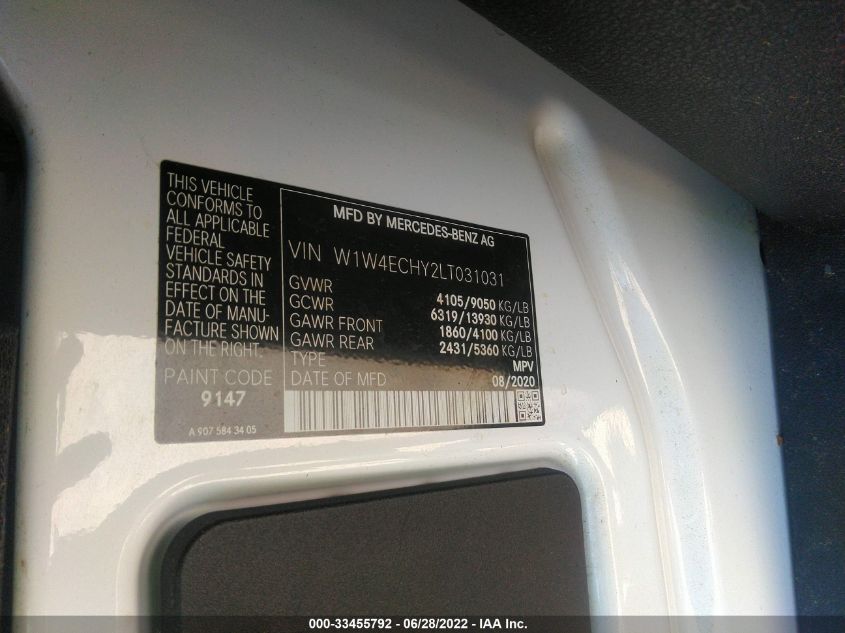 THIS VEHICLE
CONFORMS TO
ALL APPLICABLE
FEDERAL
VEHICLE SAFETY
STANDARDS IN
EFFECT ON THE
DATE OF MANU-
FACTURE SHOWN
ON THE RIGHT.
PAINT CODE
9147
A 907 584 34 05
MFD BY MERCEDES-BENZ AG
VIN W1W4ECHY2LT031031
GVWR 4105/9050 KG/LB
GCWR 6319/13930 KG/LB
GAWR FRONT 1860/4100 KG/LB
GAWR REAR 2431/5360 KG/LB
TYPE MPV
DATE OF MFD 08/2020
000-33455792 - 06/28/2022 - IAA Inc.